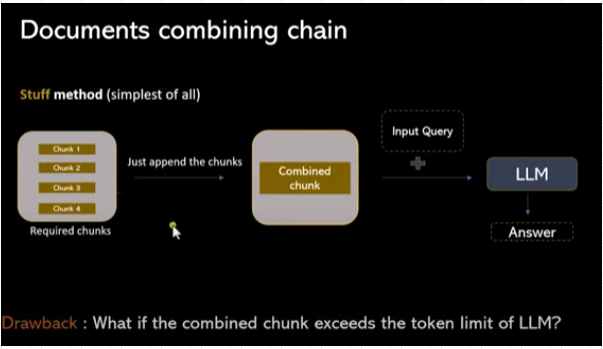 Documents combining chain
Stuff method (simplest of all)
Chunk 1
Chunk 2
Chunk 3
Chunk 4
Required chunks
Just append the chunks
Combined
chunk
Input Query
LLM
Answer
Drawback : What if the combined chunk exceeds the token limit of LLM?